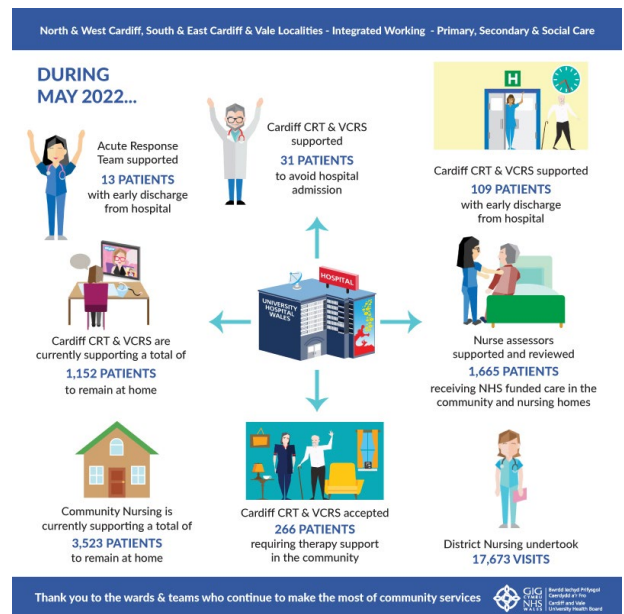 North & West Cardiff, South & East Cardiff & Vale Localities - Integrated Working - Primary, Secondary & Social Care
DURING
MAY 2022...
Acute Response
Team supported
13 PATIENTS
with early discharge
from hospital
Cardiff CRT & VCRS
supported
31 PATIENTS
to avoid hospital
admission
H
Cardiff CRT & VCRS supported
109 PATIENTS
with early discharge
from hospital
Cardiff CRT & VCRS are
currently supporting a total of
1,152 PATIENTS
to remain at home
HOSPITAL
UNIVERSITY
HOSPITAL
WALES
Nurse assessors
supported and reviewed
1,665 PATIENTS
receiving NHS funded care in the
community and nursing homes
Community Nursing is
currently supporting a total of
3,523 PATIENTS
to remain at home
Cardiff CRT & VCRS accepted
266 PATIENTS
requiring therapy support
in the community
District Nursing undertook
17,673 VISITS
Thank you to the wards & teams who continue to make the most of community services
GIG
CYMRU
NHS
WALES
Bwrdd Iechyd Prifysgol
Caerdydd a'r Fro
Cardiff and Vale
University Health Board